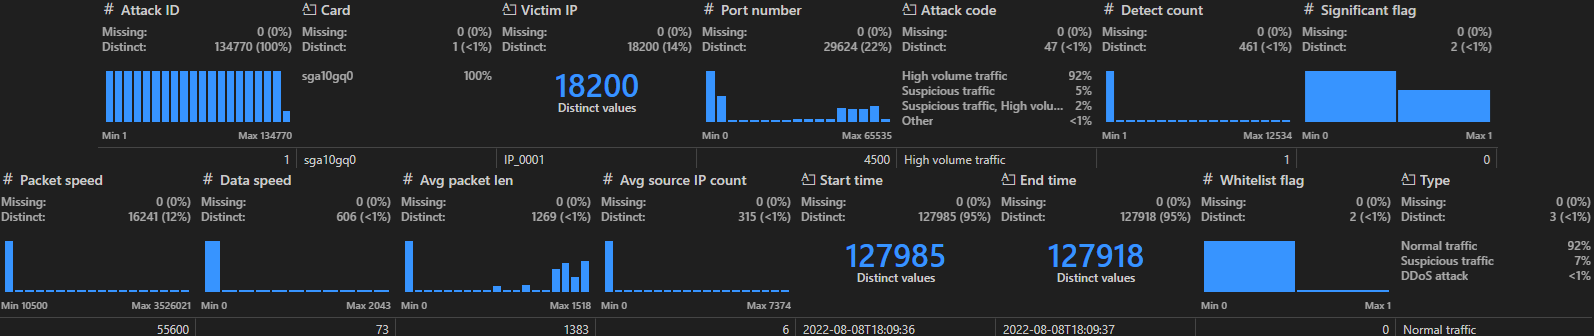 # Attack ID
Missing: 0 (0%)
Distinct: 134770 (100%)
Min 1 Max 134770
1
Card
Missing: 0 (0%)
Distinct: 1 (<1%)
sga10gq0 100%
sga10gq0
Victim IP
Missing: 0 (0%)
Distinct: 18200 (14%)
18200
Distinct values
IP_0001
# Port number
Missing: 0 (0%)
Distinct: 29624 (22%)
Min 0 Max 65535
4500
Attack code
Missing: 0 (0%)
Distinct: 47 (<1%)
High volume traffic 92%
Suspicious traffic 5%
Suspicious traffic, High volu... 2%
Other <1%
High volume traffic
# Detect count
Missing: 0 (0%)
Distinct: 461 (<1%)
Min 1 Max 12534
1
# Significant flag
Missing: 0 (0%)
Distinct: 2 (<1%)
Min 0 Max 1
0
# Packet speed
Missing: 0 (0%)
Distinct: 16241 (12%)
Min 10500 Max 3526021
55600
# Data speed
Missing: 0 (0%)
Distinct: 606 (<1%)
Min 0 Max 2043
73
# Avg packet len
Missing: 0 (0%)
Distinct: 1269 (<1%)
Min 0 Max 1518
1383
# Avg source IP count
Missing: 0 (0%)
Distinct: 315 (<1%)
Min 0 Max 7374
6
Start time
Missing: 0 (0%)
Distinct: 127985 (95%)
127985
Distinct values
2022-08-08T18:09:36
End time
Missing: 0 (0%)
Distinct: 127918 (95%)
127918
Distinct values
2022-08-08T18:09:37
# Whitelist flag
Missing: 0 (0%)
Distinct: 2 (<1%)
Min 0 Max 1
0
Type
Missing: 0 (0%)
Distinct: 3 (<1%)
Normal traffic 92%
Suspicious traffic 7%
DDoS attack <1%
Normal traffic